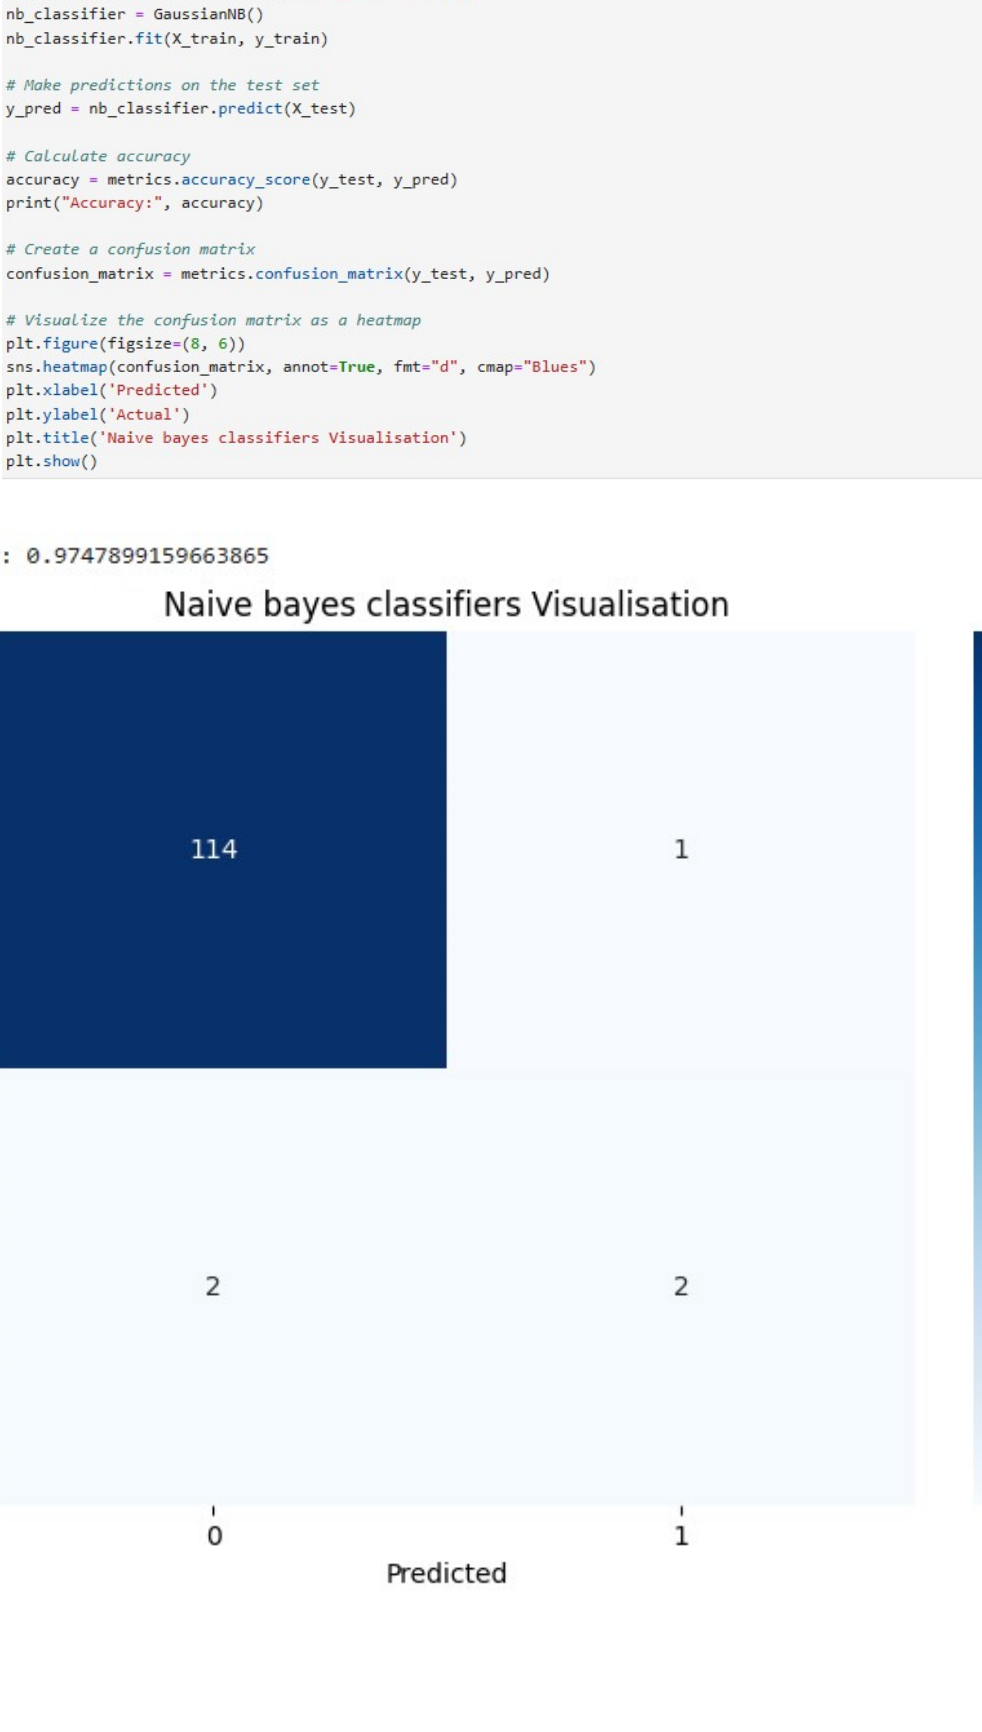 nb_classifier = GaussianNB()
nb_classifier.fit(X_train, y_train)
# Make predictions on the test set
y_pred = nb_classifier.predict(X_test)
# Calculate accuracy
accuracy = metrics.accuracy_score(y_test, y_pred)
print("Accuracy:", accuracy)
# Create a confusion matrix
confusion_matrix = metrics.confusion_matrix(y_test, y_pred)
# Visualize the confusion matrix as a heatmap
plt.figure(figsize=(8, 6))
sns.heatmap(confusion_matrix, annot=True, fmt="d", cmap="Blues")
plt.xlabel('Predicted')
plt.ylabel('Actual')
plt.title('Naive bayes classifiers Visualisation')
plt.show()
: 0.9747899159663865
Naive bayes classifiers Visualisation
114 1
2 2
0 1
Predicted